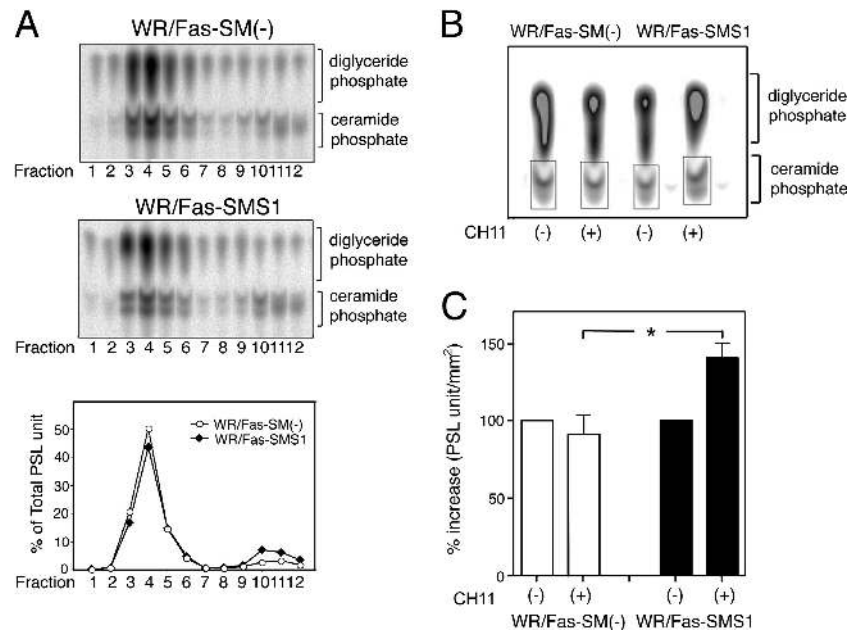 A
WR/Fas-SM(-)
diglyceride
phosphate
ceramide
phosphate
Fraction 1 2 3 4 5 6 7 8 9 10 11 12
WR/Fas-SMS1
diglyceride
phosphate
ceramide
phosphate
Fraction 1 2 3 4 5 6 7 8 9 10 11 12
% of Total PSL unit
50
40
30
20
10
0
WR/Fas-SM(-)
WR/Fas-SMS1
Fraction 1 2 3 4 5 6 7 8 9 10 11 12
B
WR/Fas-SM(-) WR/Fas-SMS1
diglyceride
phosphate
ceramide
phosphate
CH11 (-) (+) (-) (+)
C
% increase (PSL unit/mm²)
150
100
50
0
*
CH11 (-) (+) (-) (+)
WR/Fas-SM(-) WR/Fas-SMS1